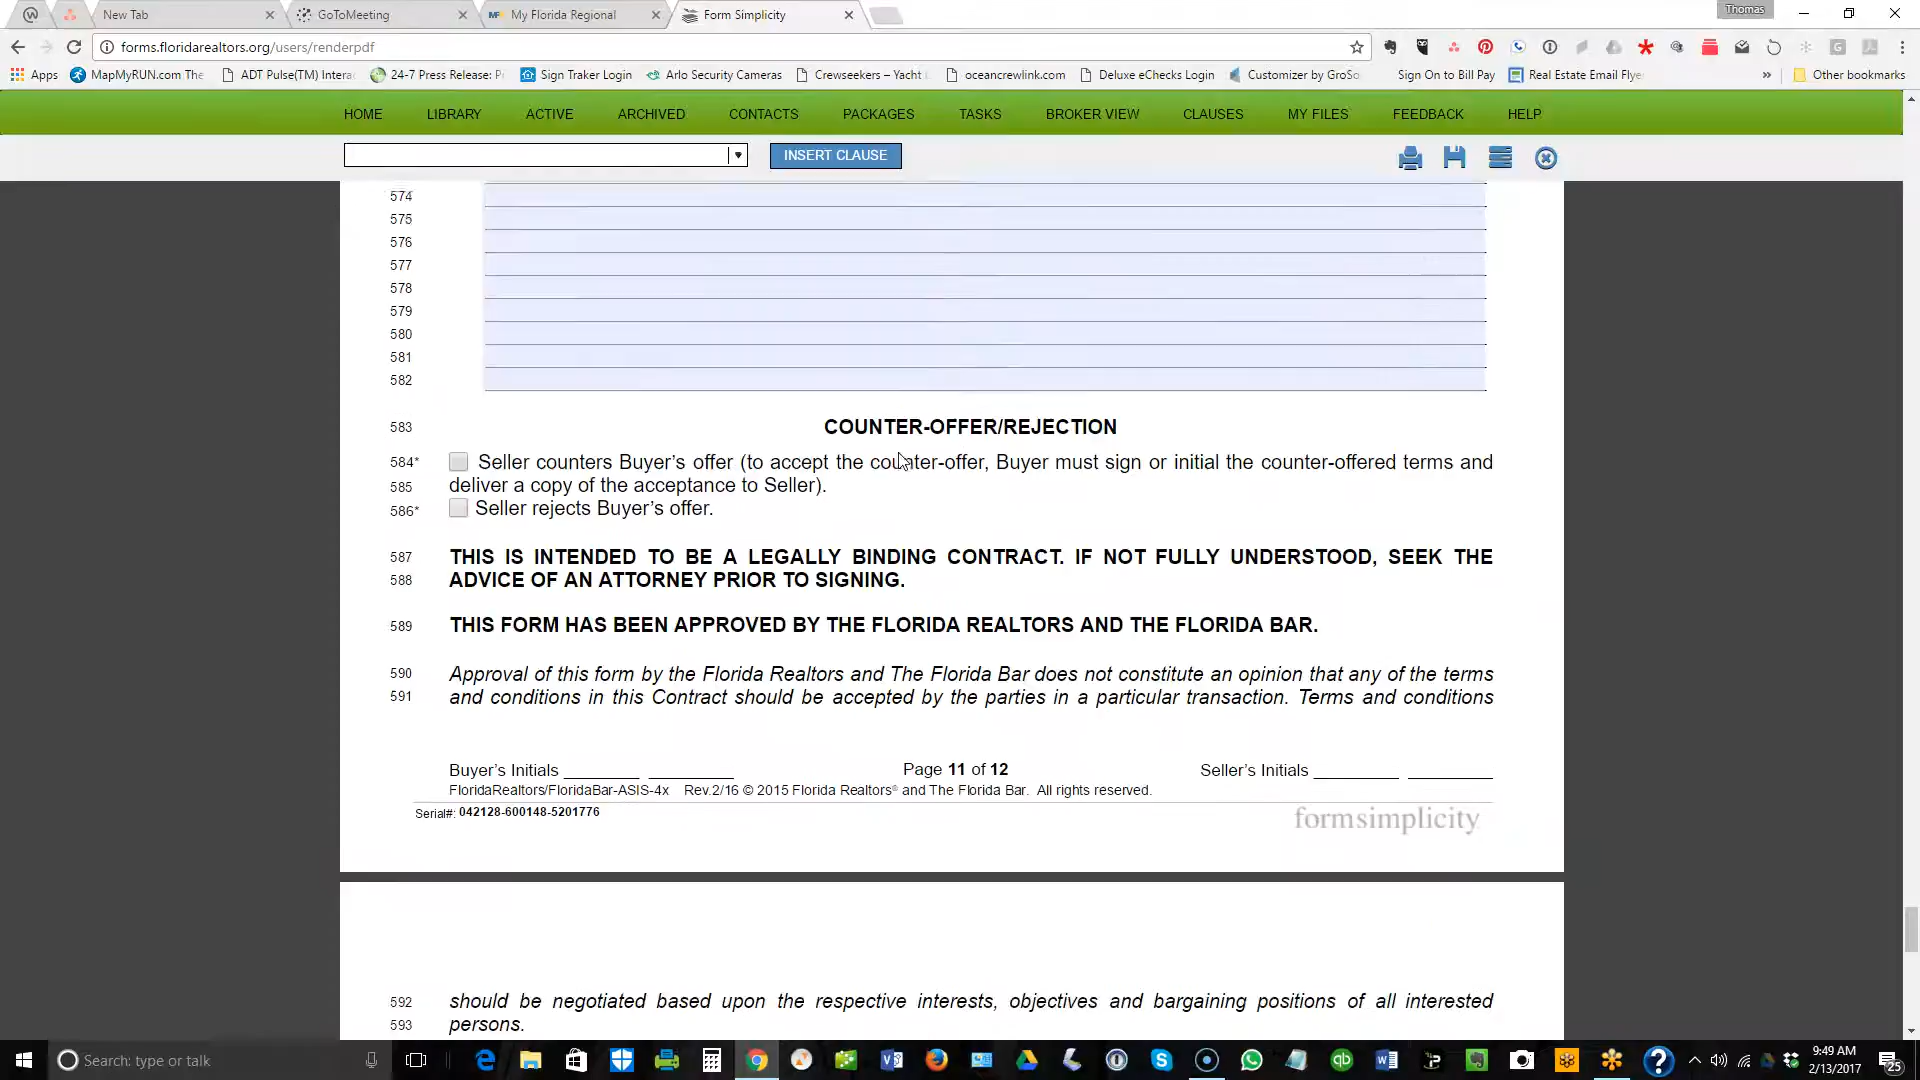 New Tab
GoToMeeting
My Florida Regional
Form Simplicity
Thomas
forms.floridarealtors.org/users/renderpdf
Apps
MapMyRUN.com The
ADT Pulse(TM) Intera
24-7 Press Release: P
Sign Traker Login
Arlo Security Cameras
Crewseekers – Yacht
oceancrewlink.com
Deluxe eChecks Login
Customizer by GroSo
Sign On to Bill Pay
Real Estate Email Flye
»
Other bookmarks
HOME
LIBRARY
ACTIVE
ARCHIVED
CONTACTS
PACKAGES
TASKS
BROKER VIEW
CLAUSES
MY FILES
FEEDBACK
HELP
INSERT CLAUSE
574
575
576
577
578
579
580
581
582
583 COUNTER-OFFER/REJECTION
584* Seller counters Buyer's offer (to accept the counter-offer, Buyer must sign or initial the counter-offered terms and
585 deliver a copy of the acceptance to Seller).
586* Seller rejects Buyer's offer.
587 THIS IS INTENDED TO BE A LEGALLY BINDING CONTRACT. IF NOT FULLY UNDERSTOOD, SEEK THE
588 ADVICE OF AN ATTORNEY PRIOR TO SIGNING.
589 THIS FORM HAS BEEN APPROVED BY THE FLORIDA REALTORS AND THE FLORIDA BAR.
590 Approval of this form by the Florida Realtors and The Florida Bar does not constitute an opinion that any of the terms
591 and conditions in this Contract should be accepted by the parties in a particular transaction. Terms and conditions
Buyer's Initials ________ ________ Page 11 of 12 Seller's Initials ________ ________
FloridaRealtors/FloridaBar-ASIS-4x Rev.2/16 © 2015 Florida Realtors® and The Florida Bar. All rights reserved.
Serial#: 042128-600148-5201776
formsimplicity
592 should be negotiated based upon the respective interests, objectives and bargaining positions of all interested
593 persons.
Search: type or talk
9:49 AM
2/13/2017
25